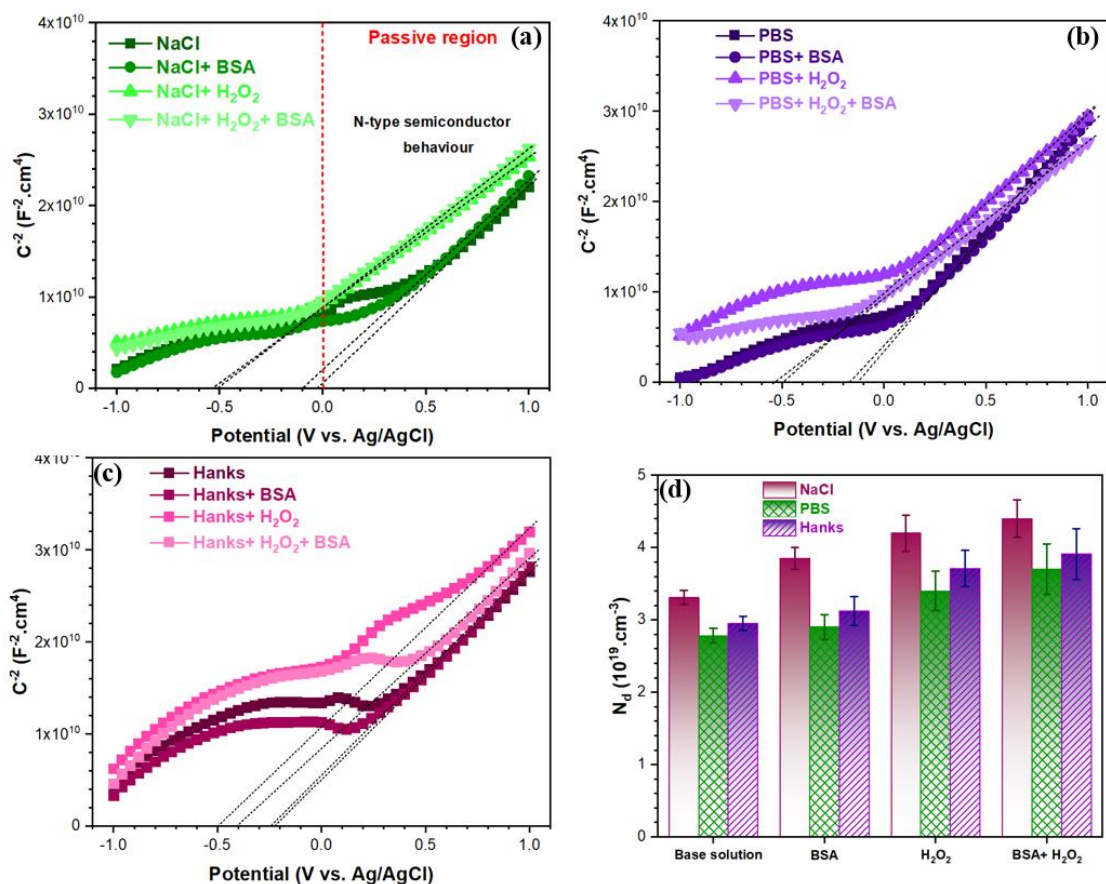 (a)
NaCl
NaCl+ BSA
NaCl+ H₂O₂
NaCl+ H₂O₂+ BSA
Passive region
N-type semiconductor
behaviour
4x10¹⁰
3x10¹⁰
2x10¹⁰
1x10¹⁰
0
C⁻² (F⁻².cm⁴)
-1.0
-0.5
0.0
0.5
1.0
Potential (V vs. Ag/AgCl)
(b)
PBS
PBS+ BSA
PBS+ H₂O₂
PBS+ H₂O₂+ BSA
4x10¹⁰
3x10¹⁰
2x10¹⁰
1x10¹⁰
0
C⁻² (F⁻².cm⁴)
-1.0
-0.5
0.0
0.5
1.0
Potential (V vs. Ag/AgCl)
(c)
Hanks
Hanks+ BSA
Hanks+ H₂O₂
Hanks+ H₂O₂+ BSA
3x10¹⁰
2x10¹⁰
1x10¹⁰
0
C⁻² (F⁻².cm⁴)
-1.0
-0.5
0.0
0.5
1.0
Potential (V vs. Ag/AgCl)
(d)
NaCl
PBS
Hanks
5
4
3
2
1
0
N_d (10¹⁹.cm⁻³)
Base solution
BSA
H₂O₂
BSA+ H₂O₂